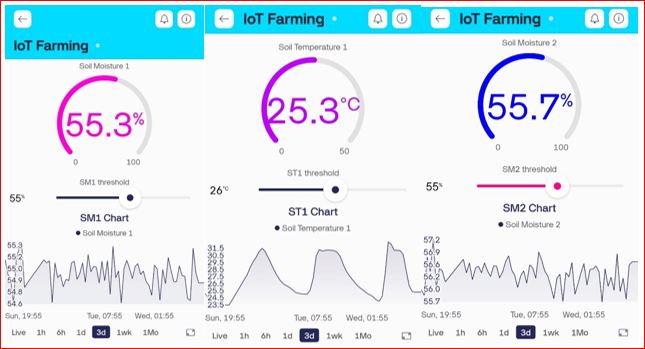 IoT Farming
Soil Moisture 1
55.3%
0 100
SM1 threshold
55%
SM1 Chart
Soil Moisture 1
55.3
55.2
55.0
54.9
54.8
54.6
Sun, 19:55 Tue, 07:55 Wed, 01:55
Live 1h 6h 1d 3d 1wk 1Mo
IoT Farming
Soil Temperature 1
25.3°C
0 50
ST1 threshold
26°C
ST1 Chart
Soil Temperature 1
31.5
30.5
29.5
28.5
27.5
26.5
25.5
24.5
23.5
Sun, 19:55 Tue, 07:55 Wed, 01:55
Live 1h 6h 1d 3d 1wk 1Mo
IoT Farming
Soil Moisture 2
55.7%
0 100
SM2 threshold
55%
SM2 Chart
Soil Moisture 2
57.2
56.9
56.6
56.3
56.0
55.7
Sun, 19:55 Tue, 07:55 Wed, 01:55
Live 1h 6h 1d 3d 1wk 1Mo